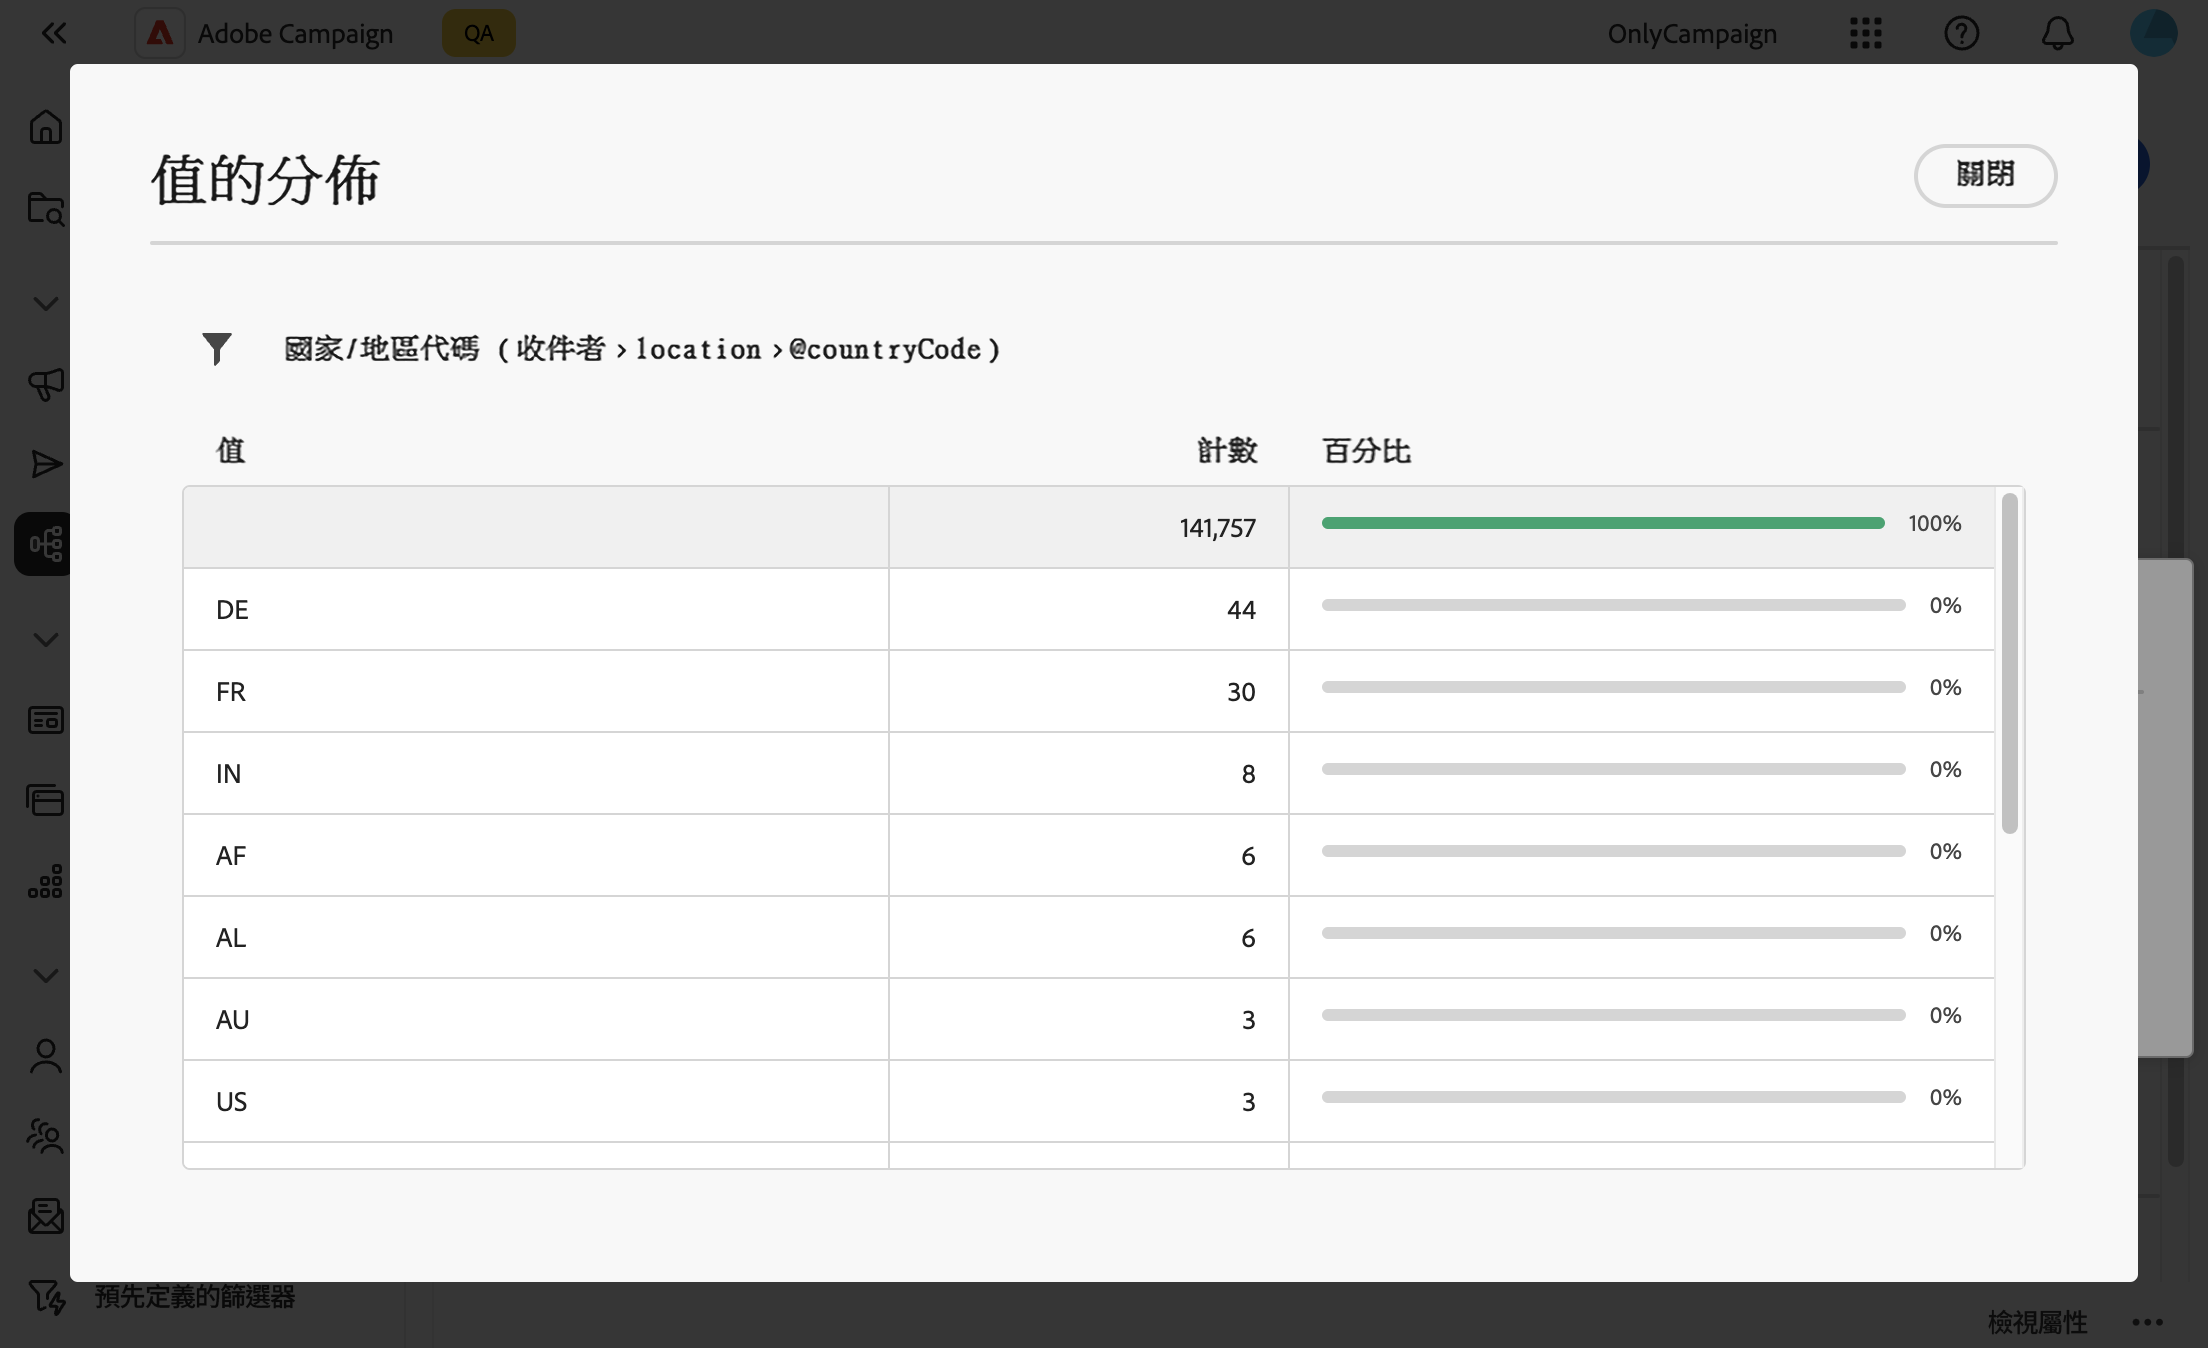 Adobe Campaign QA OnlyCampaign
值的分佈
關閉
國家/地區代碼 (收件者 > location > @countryCode)
值 計數 百分比
141,757 100%
DE 44 0%
FR 30 0%
IN 8 0%
AF 6 0%
AL 6 0%
AU 3 0%
US 3 0%
預先定義的篩選器
檢視屬性